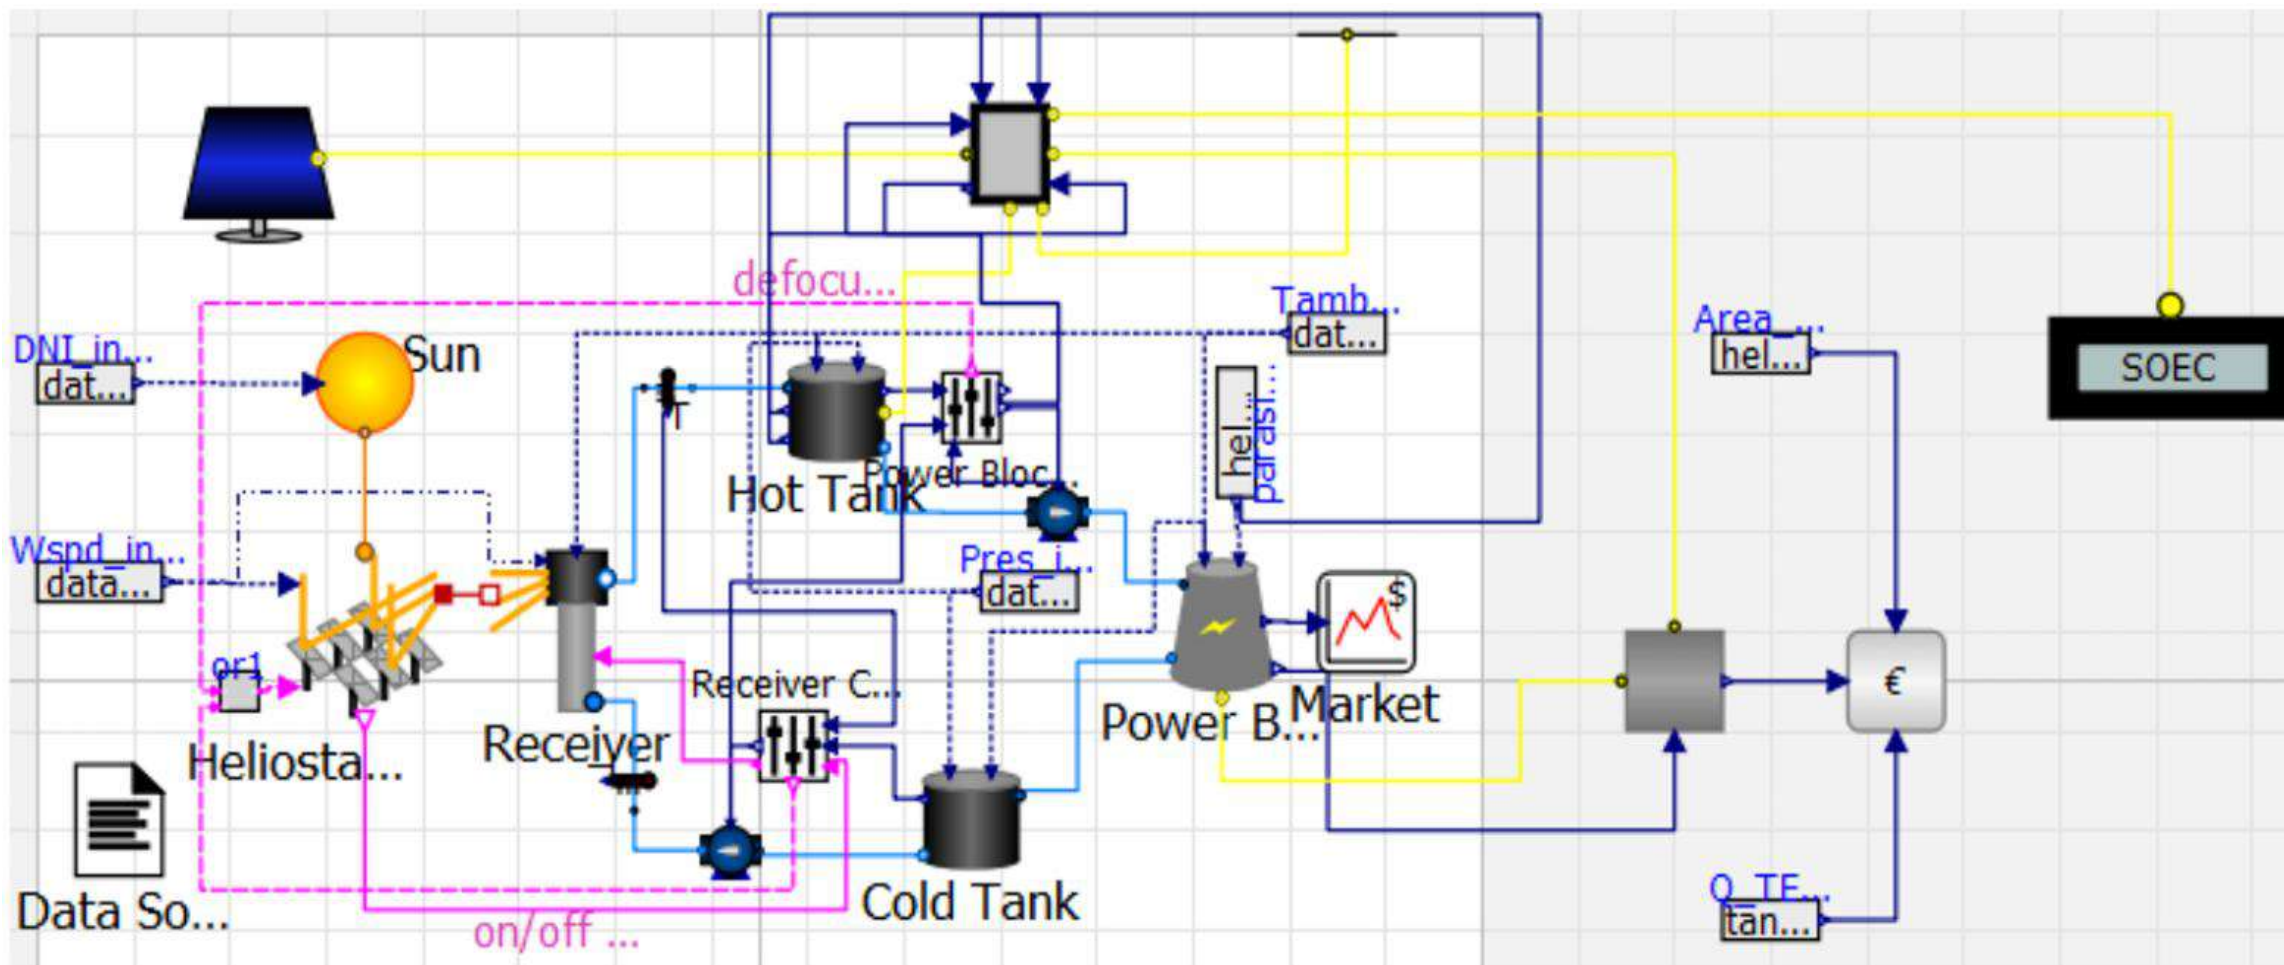 defocu...
Tamb...
dat...
Area_...
hel...
DNI_in...
dat...
Sun
SOEC
T
hel...
parasi...
Hot Tank
Power Bloc...
Wspd_in...
data...
Pres_i...
dat...
$
or1
Receiver C...
€
Heliosta...
Receiver
Power B...
Market
Data So...
Cold Tank
Q_TE...
tan...
on/off ...